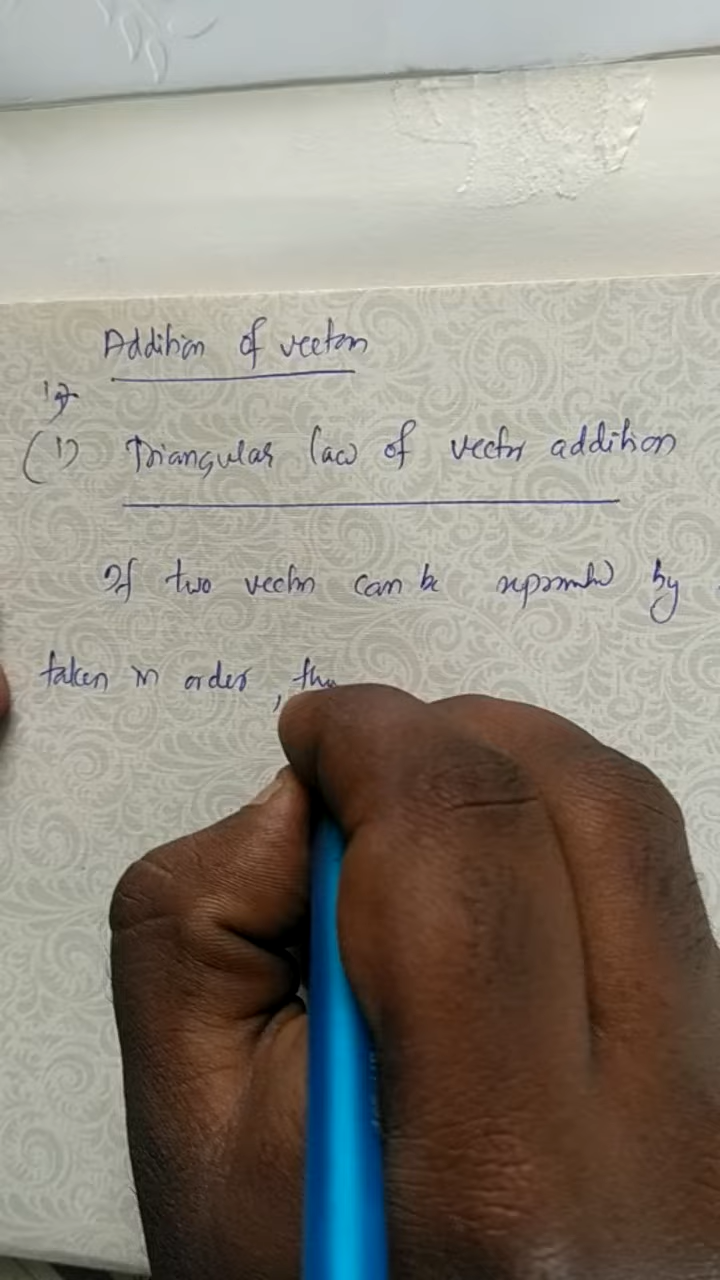 Addition of vectors
(1) Triangular law of vector addition
If two vectors can be represented by
taken in order, the